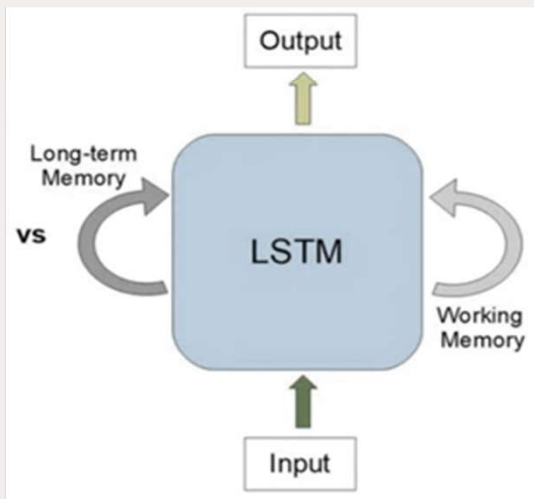 Output
Long-term
Memory
vs
LSTM
Working
Memory
Input